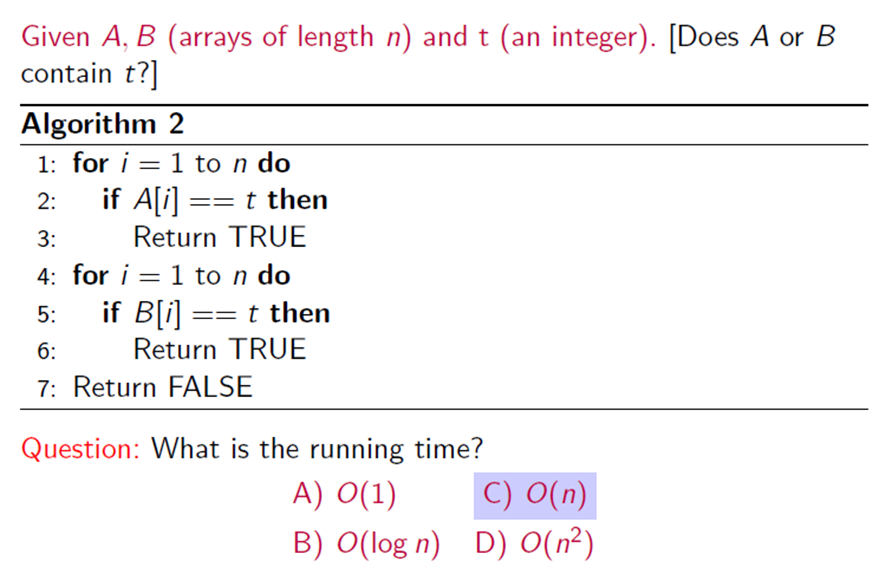 Given A, B (arrays of length n) and t (an integer). [Does A or B
contain t?]
Algorithm 2
1: for i = 1 to n do
2: if A[i] == t then
3: Return TRUE
4: for i = 1 to n do
5: if B[i] == t then
6: Return TRUE
7: Return FALSE
Question: What is the running time?
A) O(1) C) O(n)
B) O(log n) D) O(n²)